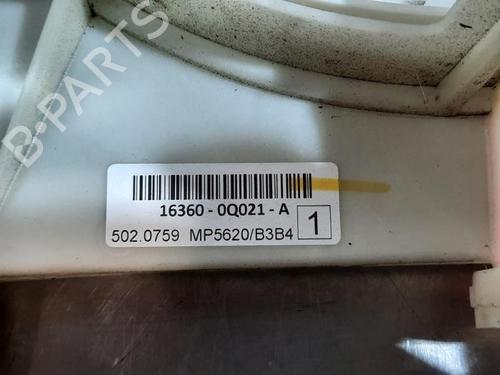 B-PARTS
16360 - 0Q021 - A
502.0759 MP5620/B3B4 1